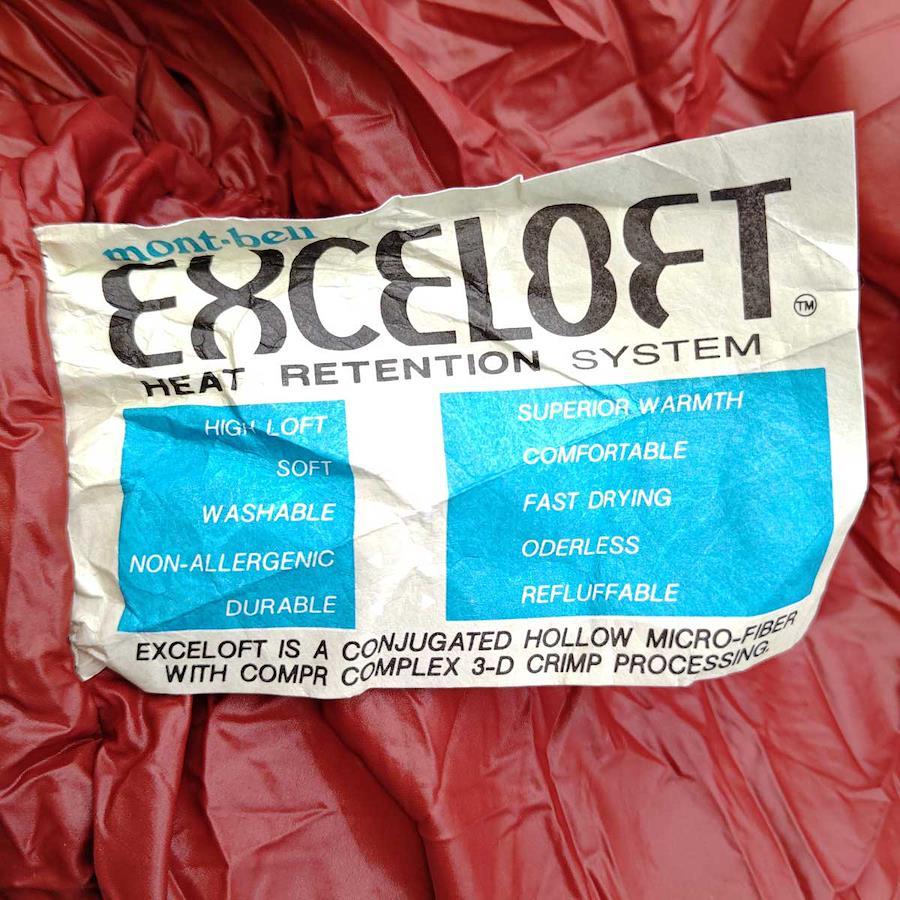 mont-bell
EXCELOFT
TM
HEAT RETENTION SYSTEM
HIGH LOFT
SOFT
WASHABLE
NON-ALLERGENIC
DURABLE
SUPERIOR WARMTH
COMFORTABLE
FAST DRYING
ODERLESS
REFLUFFABLE
EXCELOFT IS A CONJUGATED HOLLOW MICRO-FIBER
WITH COMPR COMPLEX 3-D CRIMP PROCESSING.